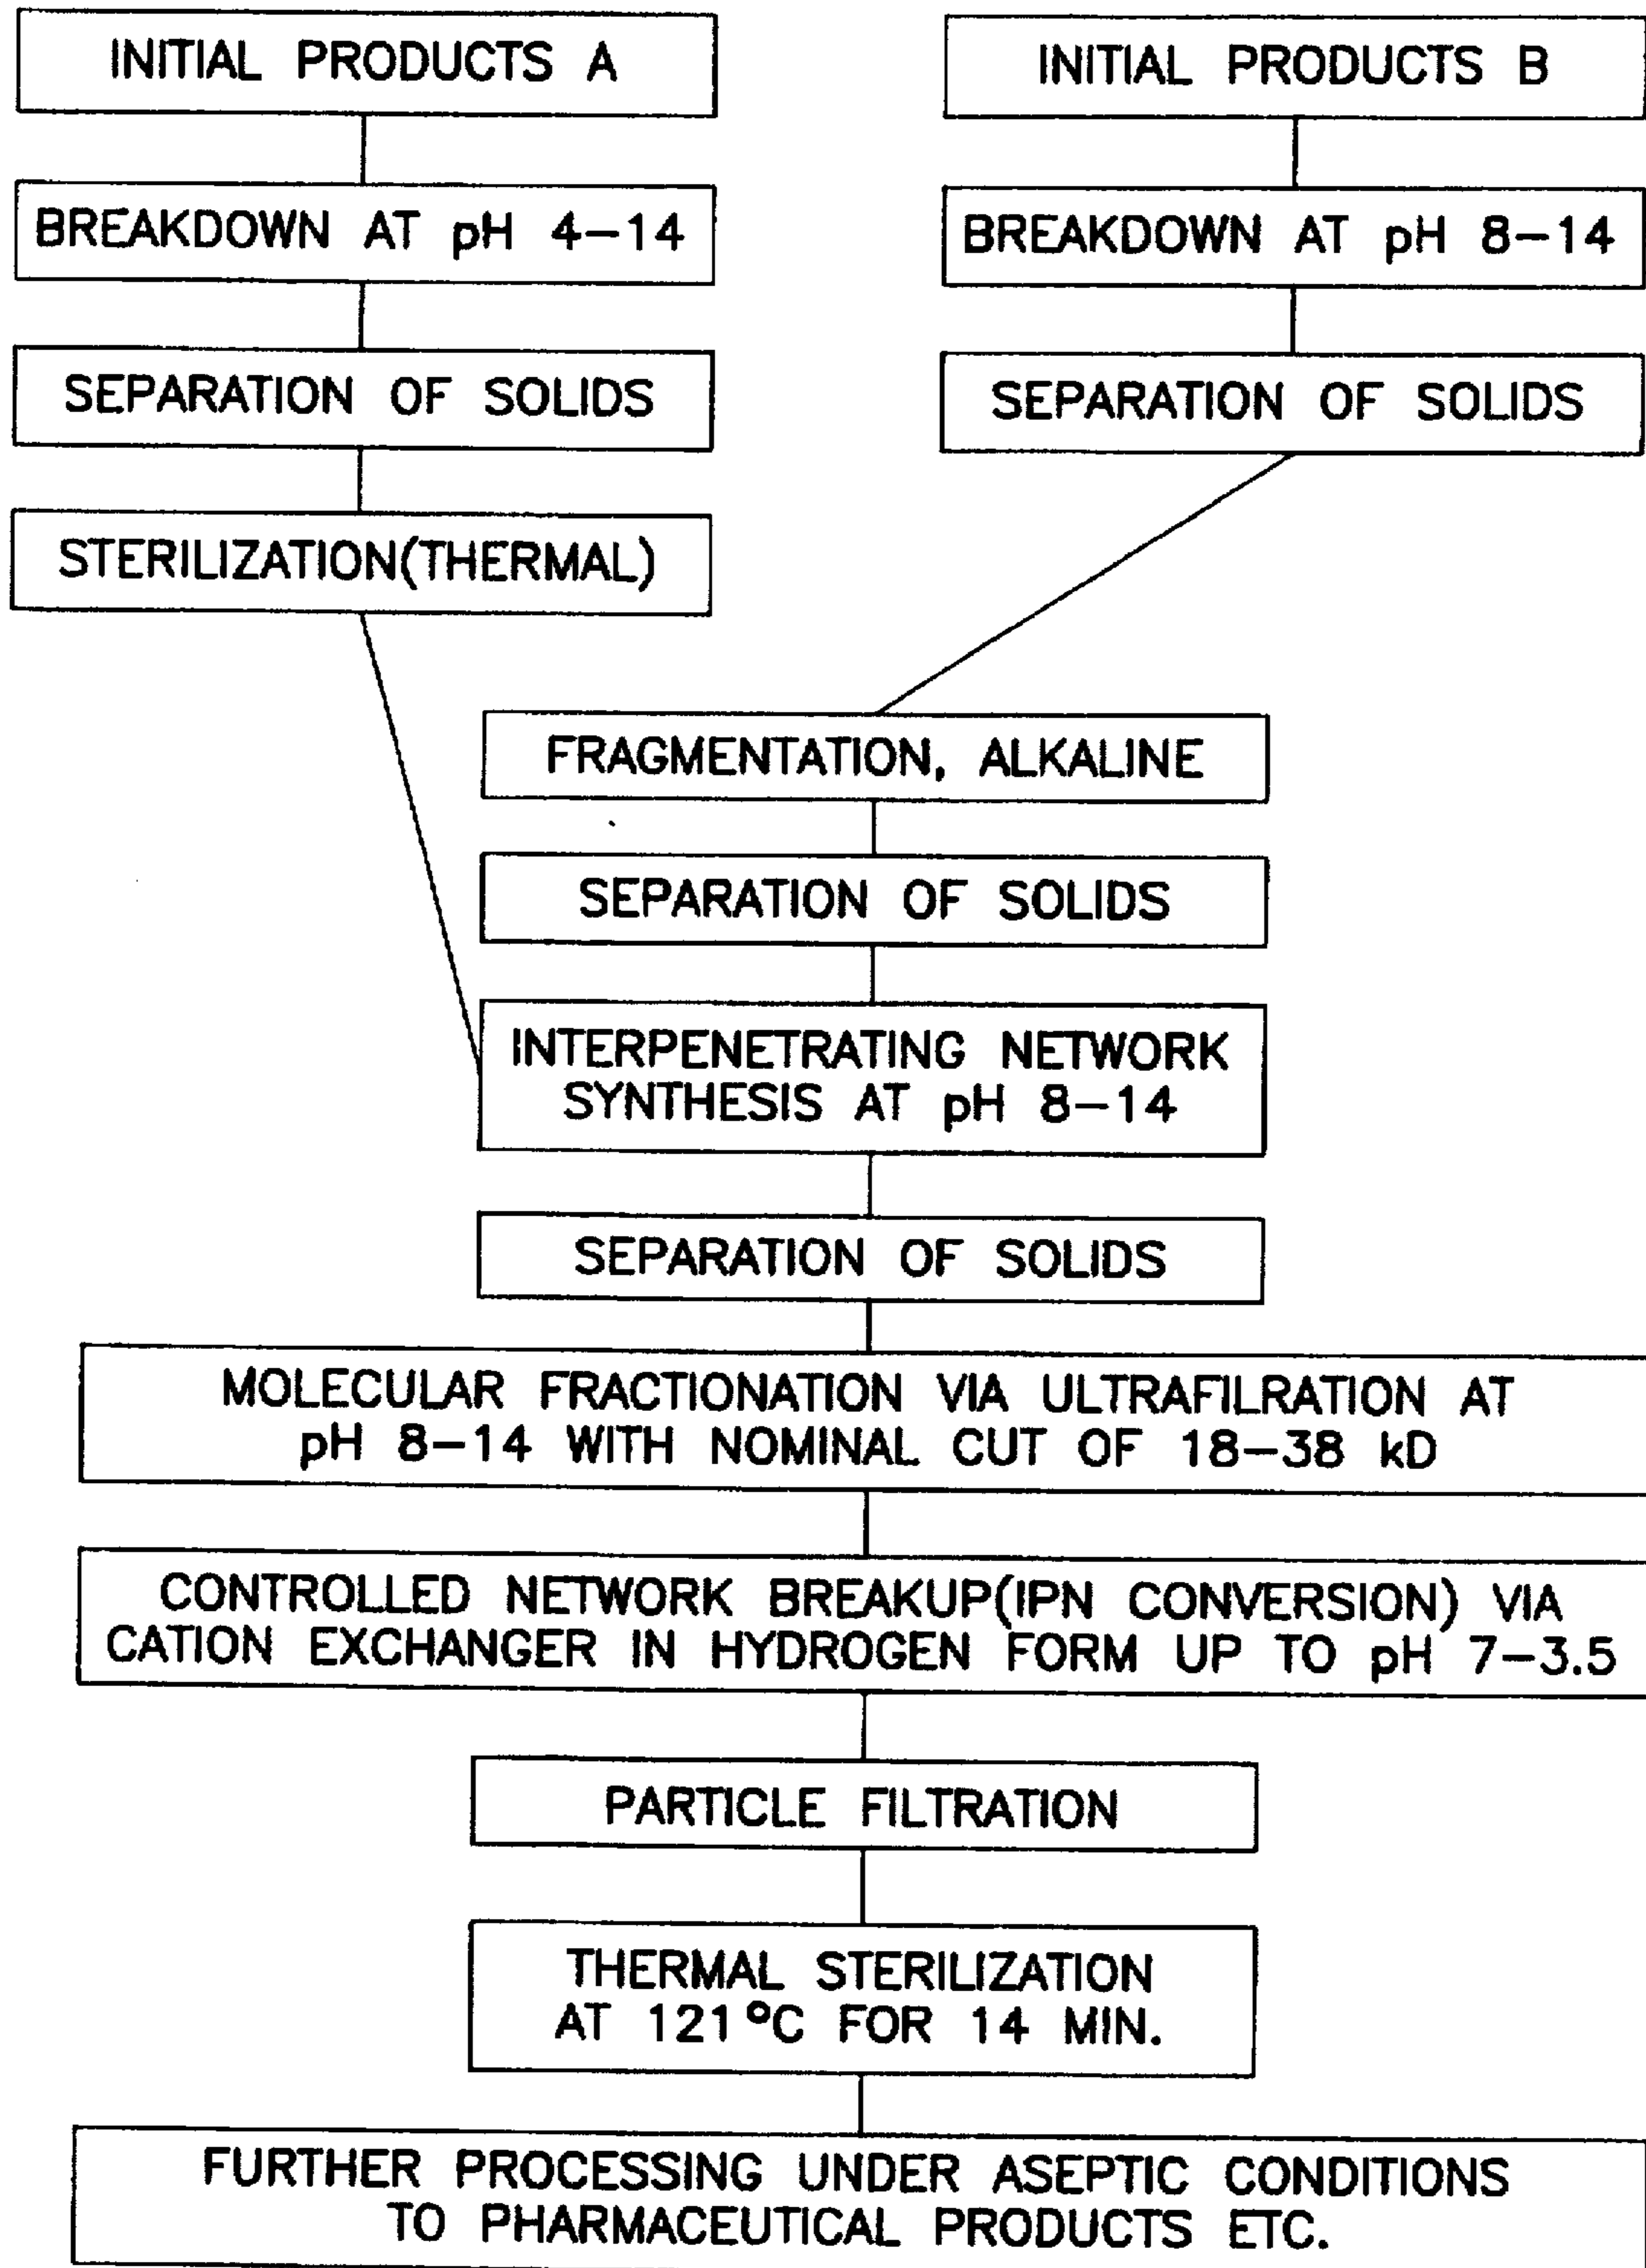 INITIAL PRODUCTS A
BREAKDOWN AT pH 4-14
SEPARATION OF SOLIDS
STERILIZATION(THERMAL)
INITIAL PRODUCTS B
BREAKDOWN AT pH 8-14
SEPARATION OF SOLIDS
FRAGMENTATION, ALKALINE
SEPARATION OF SOLIDS
INTERPENETRATING NETWORK
SYNTHESIS AT pH 8-14
SEPARATION OF SOLIDS
MOLECULAR FRACTIONATION VIA ULTRAFILRATION AT
pH 8-14 WITH NOMINAL CUT OF 18-38 kD
CONTROLLED NETWORK BREAKUP(IPN CONVERSION) VIA
CATION EXCHANGER IN HYDROGEN FORM UP TO pH 7-3.5
PARTICLE FILTRATION
THERMAL STERILIZATION
AT 121°C FOR 14 MIN.
FURTHER PROCESSING UNDER ASEPTIC CONDITIONS
TO PHARMACEUTICAL PRODUCTS ETC.